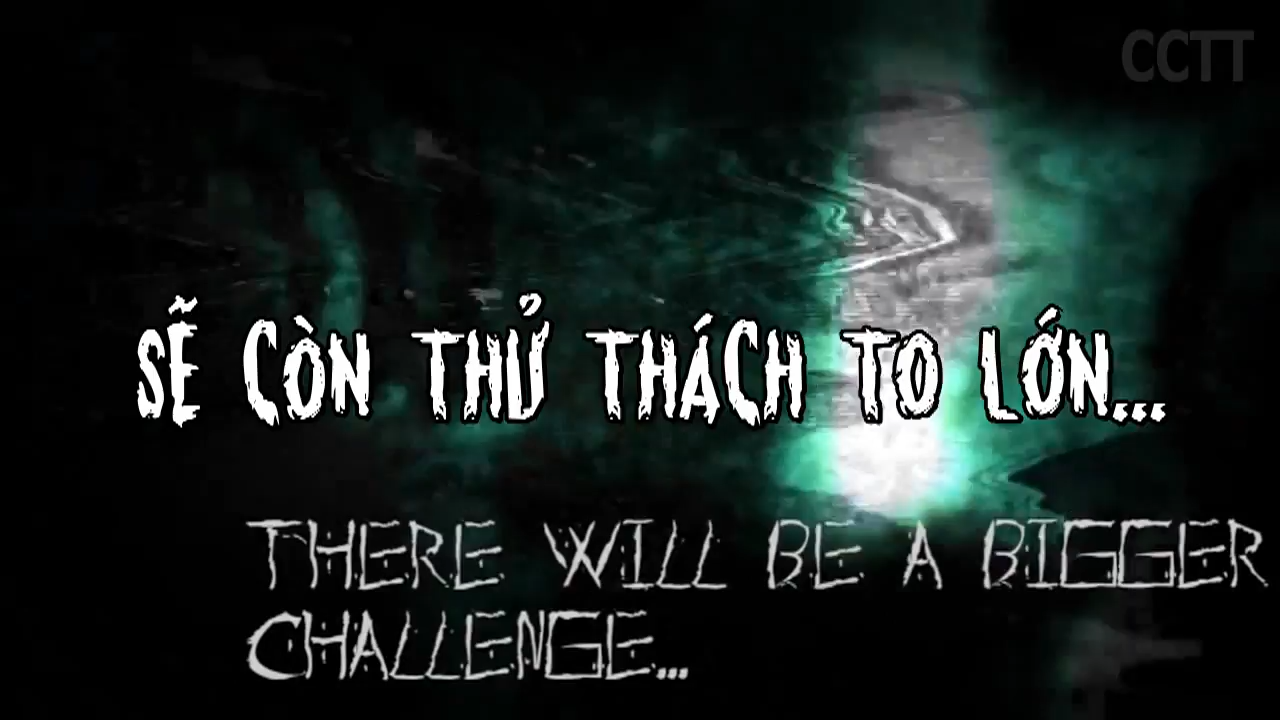 CCTT
SẼ CÒN THỬ THÁCH TO LỚN...
THERE WILL BE A BIGGER
CHALLENGE...